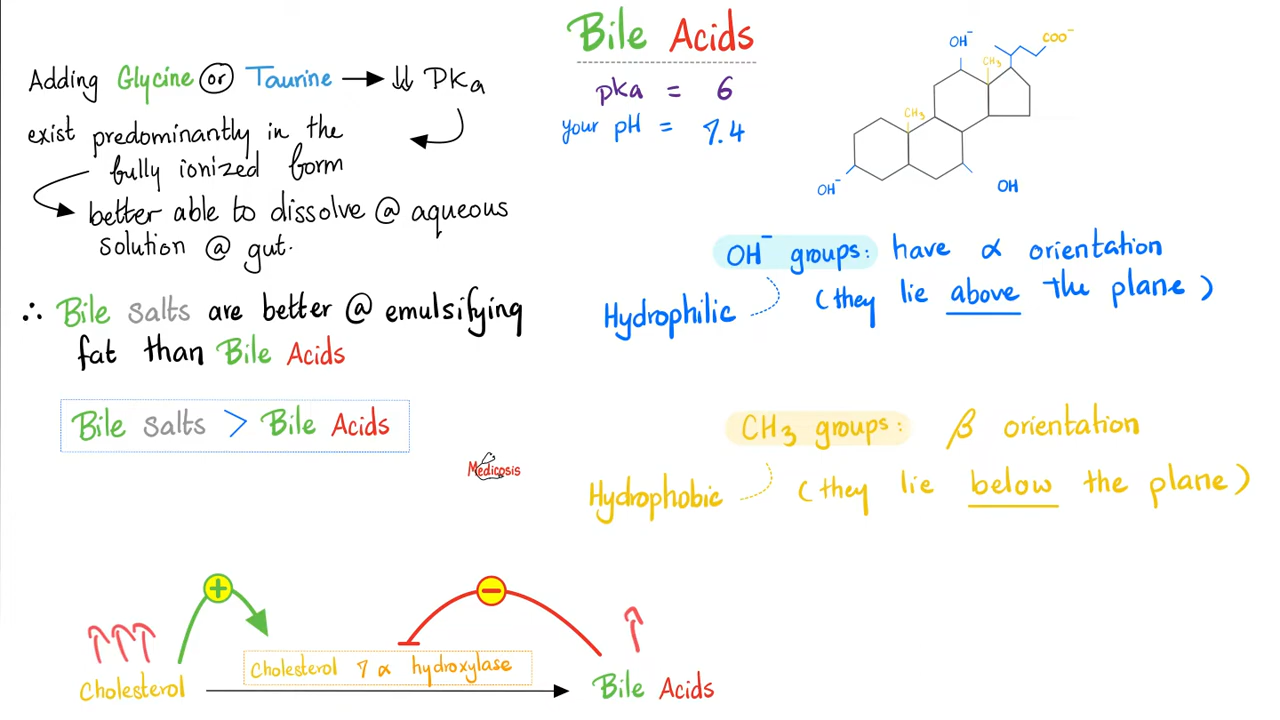 Bile Acids
pka = 6
your pH = 7.4
Adding Glycine or Taurine → ↓↓ PKa
exist predominantly in the
fully ionized form
better able to dissolve @ aqueous
solution @ gut.
∴ Bile salts are better @ emulsifying
fat than Bile Acids
Bile salts > Bile Acids
Medicosis
OH⁻
CH3
COO⁻
CH3
OH⁻
OH
OH⁻ groups: have α orientation
Hydrophilic (they lie above the plane)
CH3 groups: β orientation
Hydrophobic (they lie below the plane)
+
−
↑↑↑
↑
Cholesterol 7 α hydroxylase
Cholesterol → Bile Acids